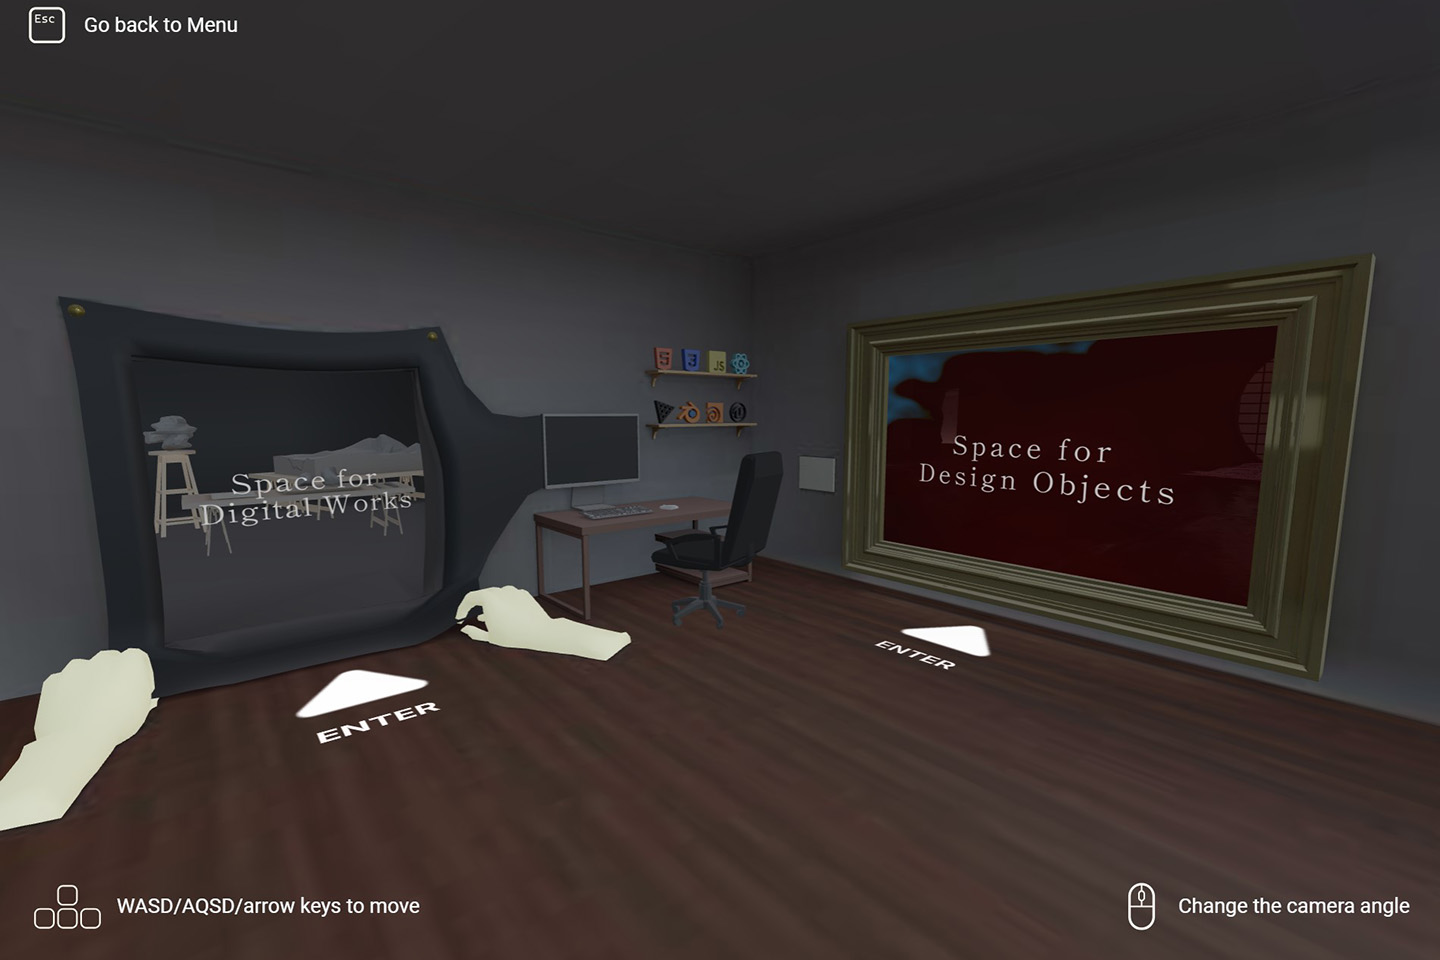 Esc
Go back to Menu
Space for
Digital Works
JS
Space for
Design Objects
ENTER
ENTER
WASD/AQSD/arrow keys to move
Change the camera angle